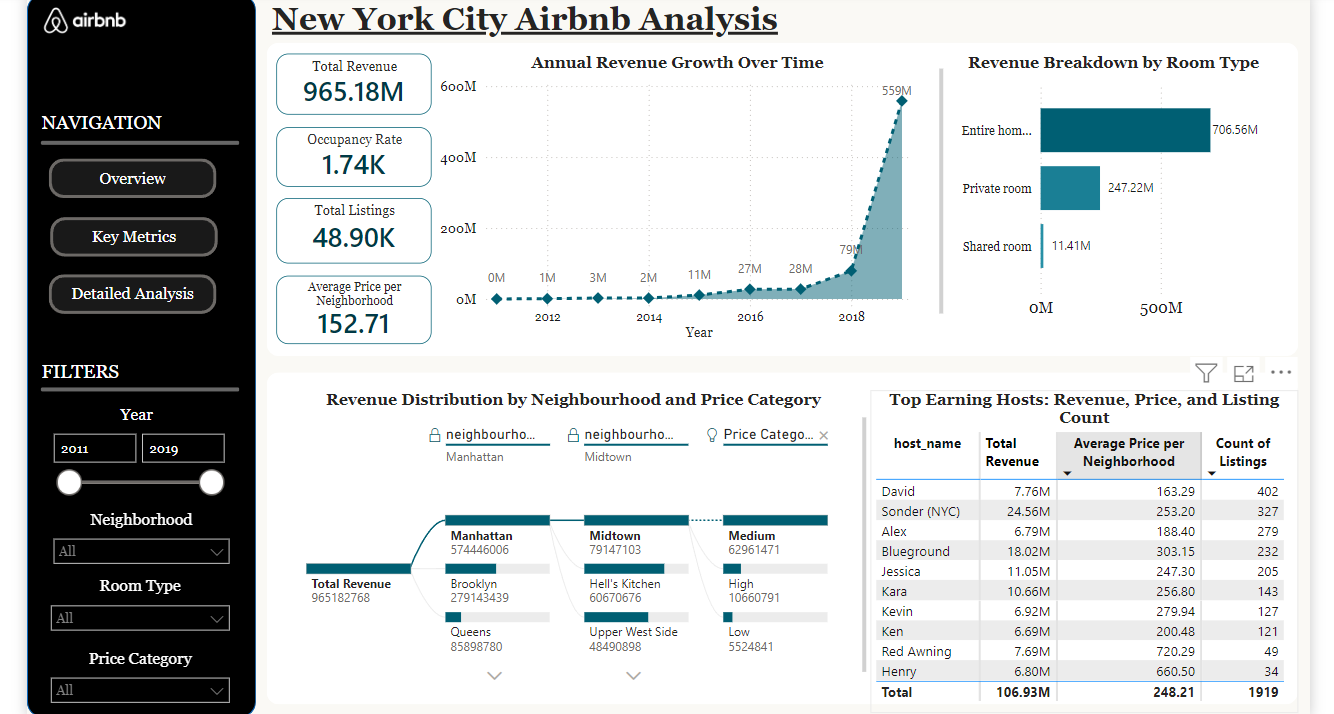 airbnb
New York City Airbnb Analysis
NAVIGATION
Overview
Key Metrics
Detailed Analysis
FILTERS
Year
2011 2019
Neighborhood
All
Room Type
All
Price Category
All
Total Revenue
965.18M
Occupancy Rate
1.74K
Total Listings
48.90K
Average Price per
Neighborhood
152.71
Annual Revenue Growth Over Time
600M
400M
200M
0M
0M 1M 3M 2M 11M 27M 28M 79M 559M
2012 2014 2016 2018
Year
Revenue Breakdown by Room Type
Entire hom... 706.56M
Private room 247.22M
Shared room 11.41M
0M 500M
Revenue Distribution by Neighbourhood and Price Category
neighbourho... neighbourho... Price Catego...
Manhattan Midtown
Total Revenue
965182768
Manhattan
574446006
Brooklyn
279143439
Queens
85898780
Midtown
79147103
Hell's Kitchen
60670676
Upper West Side
48490898
Medium
62961471
High
10660791
Low
5524841
Top Earning Hosts: Revenue, Price, and Listing
Count
host_name Total Average Price per Count of
Revenue Neighborhood Listings
David 7.76M 163.29 402
Sonder (NYC) 24.56M 253.20 327
Alex 6.79M 188.40 279
Blueground 18.02M 303.15 232
Jessica 11.05M 247.30 205
Kara 10.66M 256.80 143
Kevin 6.92M 279.94 127
Ken 6.69M 200.48 121
Red Awning 7.69M 720.29 49
Henry 6.80M 660.50 34
Total 106.93M 248.21 1919